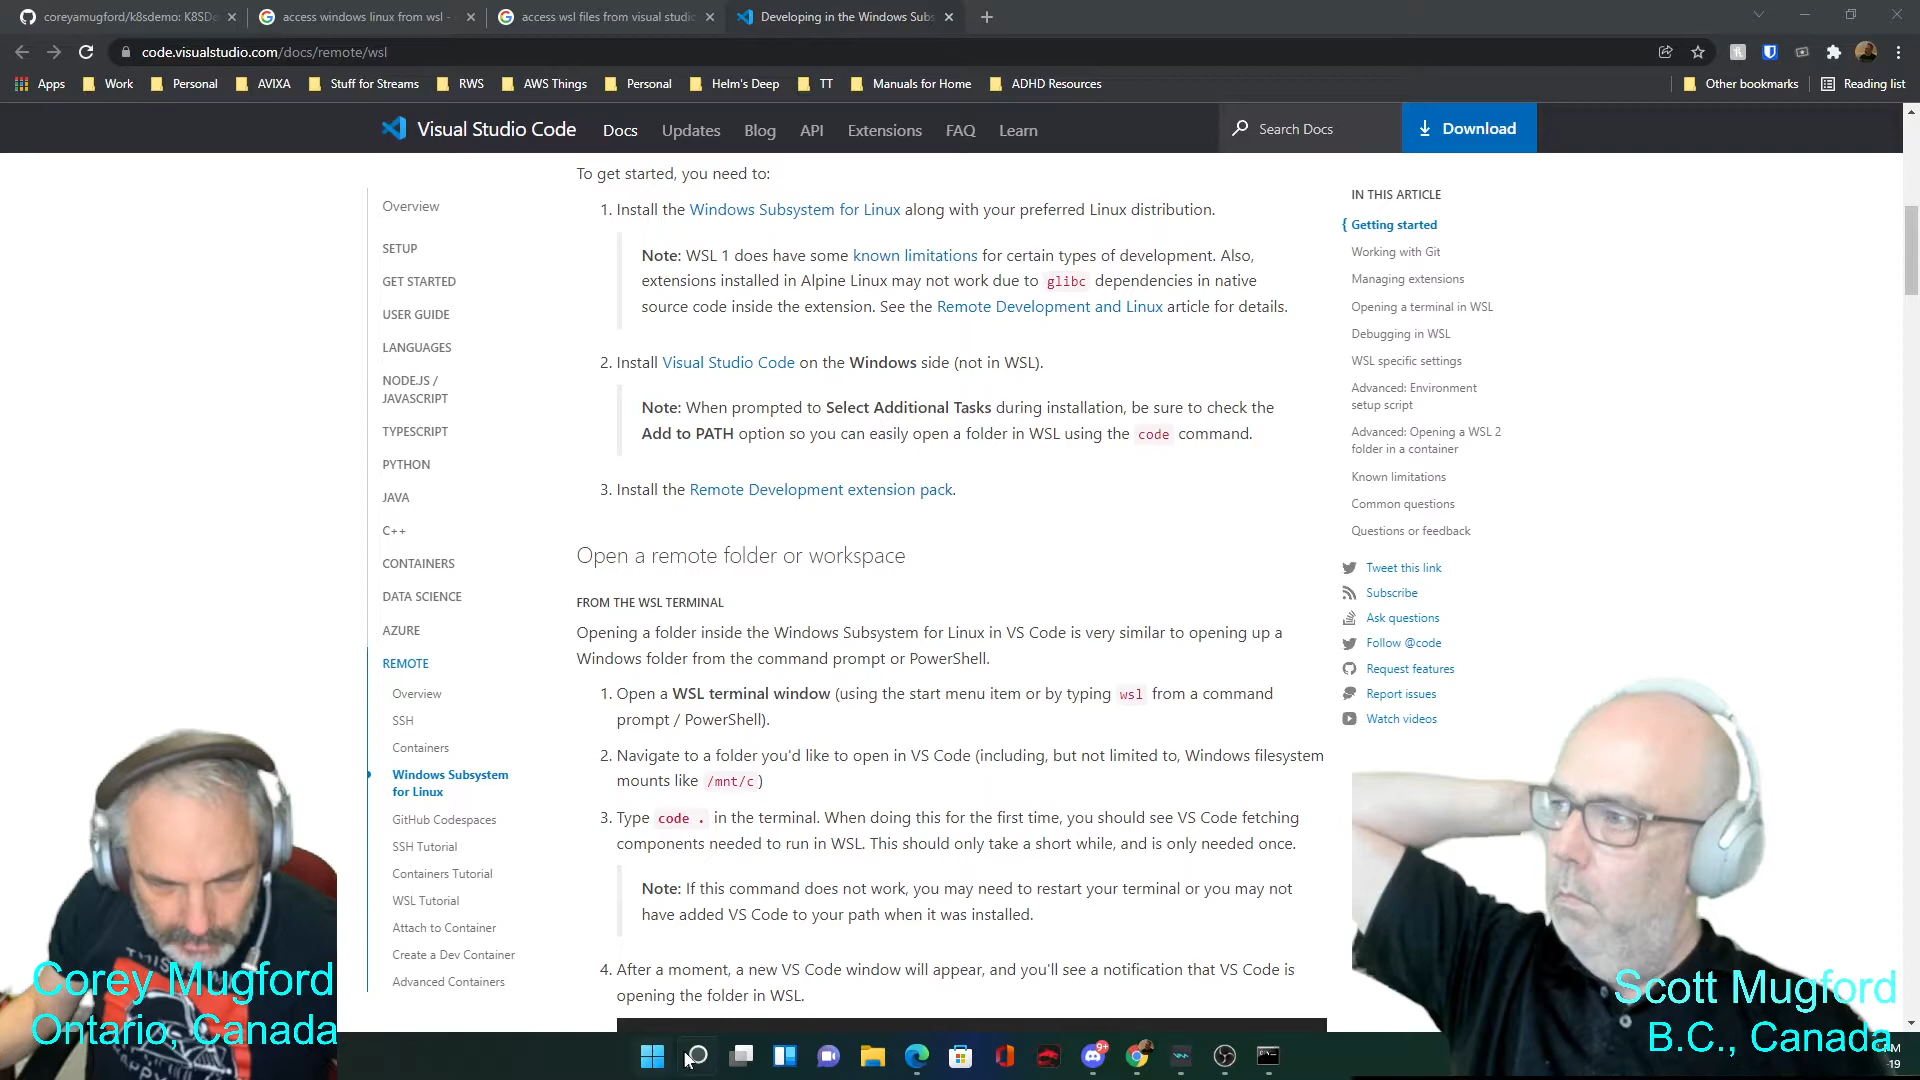 coreyamugford/k8sdemo: K8SDe
access windows linux from wsl -
access wsl files from visual studio
Developing in the Windows Subs
code.visualstudio.com/docs/remote/wsl
Apps
Work
Personal
AVIXA
Stuff for Streams
RWS
AWS Things
Personal
Helm's Deep
TT
Manuals for Home
ADHD Resources
Other bookmarks
Reading list
Visual Studio Code
Docs
Updates
Blog
API
Extensions
FAQ
Learn
Search Docs
Download
Overview
SETUP
GET STARTED
USER GUIDE
LANGUAGES
NODE.JS /
JAVASCRIPT
TYPESCRIPT
PYTHON
JAVA
C++
CONTAINERS
DATA SCIENCE
AZURE
REMOTE
Overview
SSH
Containers
Windows Subsystem
for Linux
GitHub Codespaces
SSH Tutorial
Containers Tutorial
WSL Tutorial
Attach to Container
Create a Dev Container
Advanced Containers
To get started, you need to:
1. Install the Windows Subsystem for Linux along with your preferred Linux distribution.
Note: WSL 1 does have some known limitations for certain types of development. Also,
extensions installed in Alpine Linux may not work due to glibc dependencies in native
source code inside the extension. See the Remote Development and Linux article for details.
2. Install Visual Studio Code on the Windows side (not in WSL).
Note: When prompted to Select Additional Tasks during installation, be sure to check the
Add to PATH option so you can easily open a folder in WSL using the code command.
3. Install the Remote Development extension pack.
Open a remote folder or workspace
FROM THE WSL TERMINAL
Opening a folder inside the Windows Subsystem for Linux in VS Code is very similar to opening up a
Windows folder from the command prompt or PowerShell.
1. Open a WSL terminal window (using the start menu item or by typing wsl from a command
prompt / PowerShell).
2. Navigate to a folder you'd like to open in VS Code (including, but not limited to, Windows filesystem
mounts like /mnt/c)
3. Type code . in the terminal. When doing this for the first time, you should see VS Code fetching
components needed to run in WSL. This should only take a short while, and is only needed once.
Note: If this command does not work, you may need to restart your terminal or you may not
have added VS Code to your path when it was installed.
4. After a moment, a new VS Code window will appear, and you'll see a notification that VS Code is
opening the folder in WSL.
IN THIS ARTICLE
Getting started
Working with Git
Managing extensions
Opening a terminal in WSL
Debugging in WSL
WSL specific settings
Advanced: Environment
setup script
Advanced: Opening a WSL 2
folder in a container
Known limitations
Common questions
Questions or feedback
Tweet this link
Subscribe
Ask questions
Follow @code
Request features
Report issues
Watch videos
THIS
Corey Mugford
Ontario, Canada
Scott Mugford
B.C., Canada
9+
-19